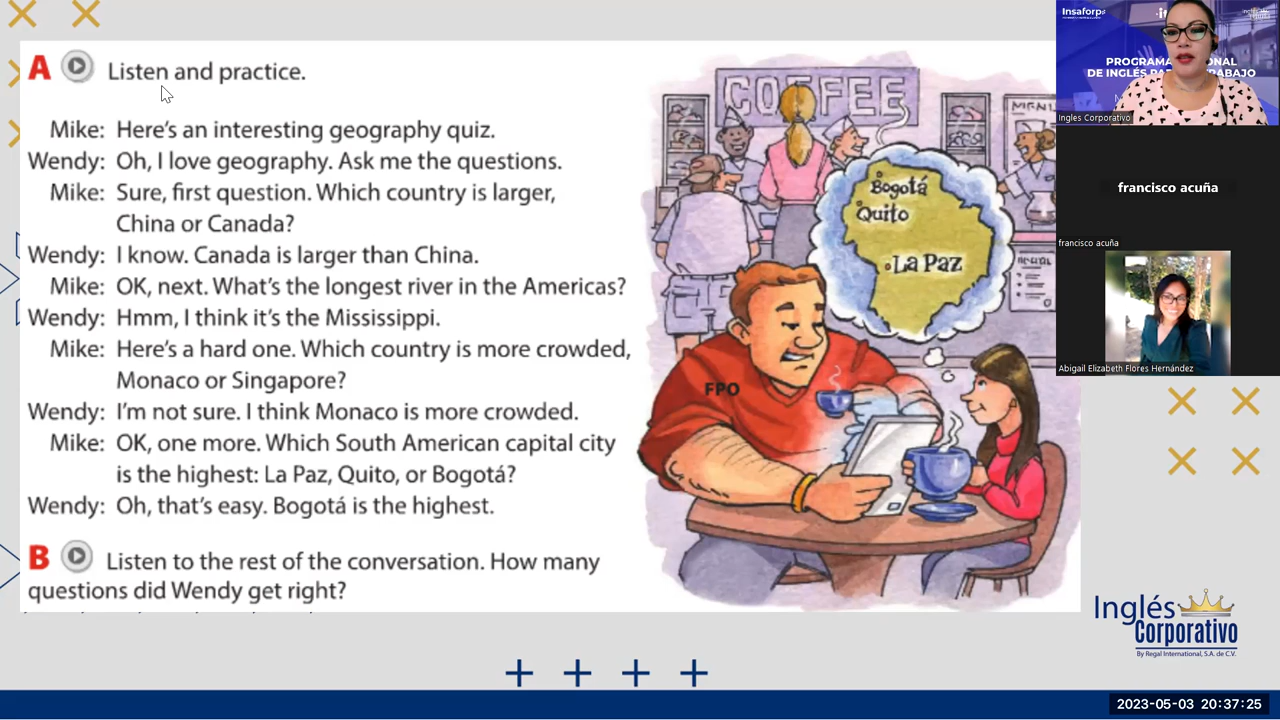 A Listen and practice.
Mike: Here's an interesting geography quiz.
Wendy: Oh, I love geography. Ask me the questions.
Mike: Sure, first question. Which country is larger,
China or Canada?
Wendy: I know. Canada is larger than China.
Mike: OK, next. What's the longest river in the Americas?
Wendy: Hmm, I think it's the Mississippi.
Mike: Here's a hard one. Which country is more crowded,
Monaco or Singapore?
Wendy: I'm not sure. I think Monaco is more crowded.
Mike: OK, one more. Which South American capital city
is the highest: La Paz, Quito, or Bogotá?
Wendy: Oh, that's easy. Bogotá is the highest.
B Listen to the rest of the conversation. How many
questions did Wendy get right?
COFFEE
MENU
Bogotá
Quito
La Paz
FPO
Insaforp
Ingles Corporativo
francisco acuña
francisco acuña
Abigail Elizabeth Flores Hernández
Inglés
Corporativo
By Regal International, S.A. de C.V.
2023-05-03 20:37:25